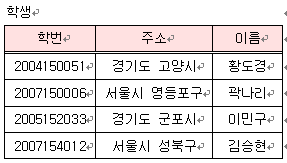 학생
학번 주소 이름
2004150051 경기도 고양시 황도경
2007150006 서울시 영등포구 곽나리
2005152033 경기도 군포시 이민구
2007154012 서울시 성북구 김승현